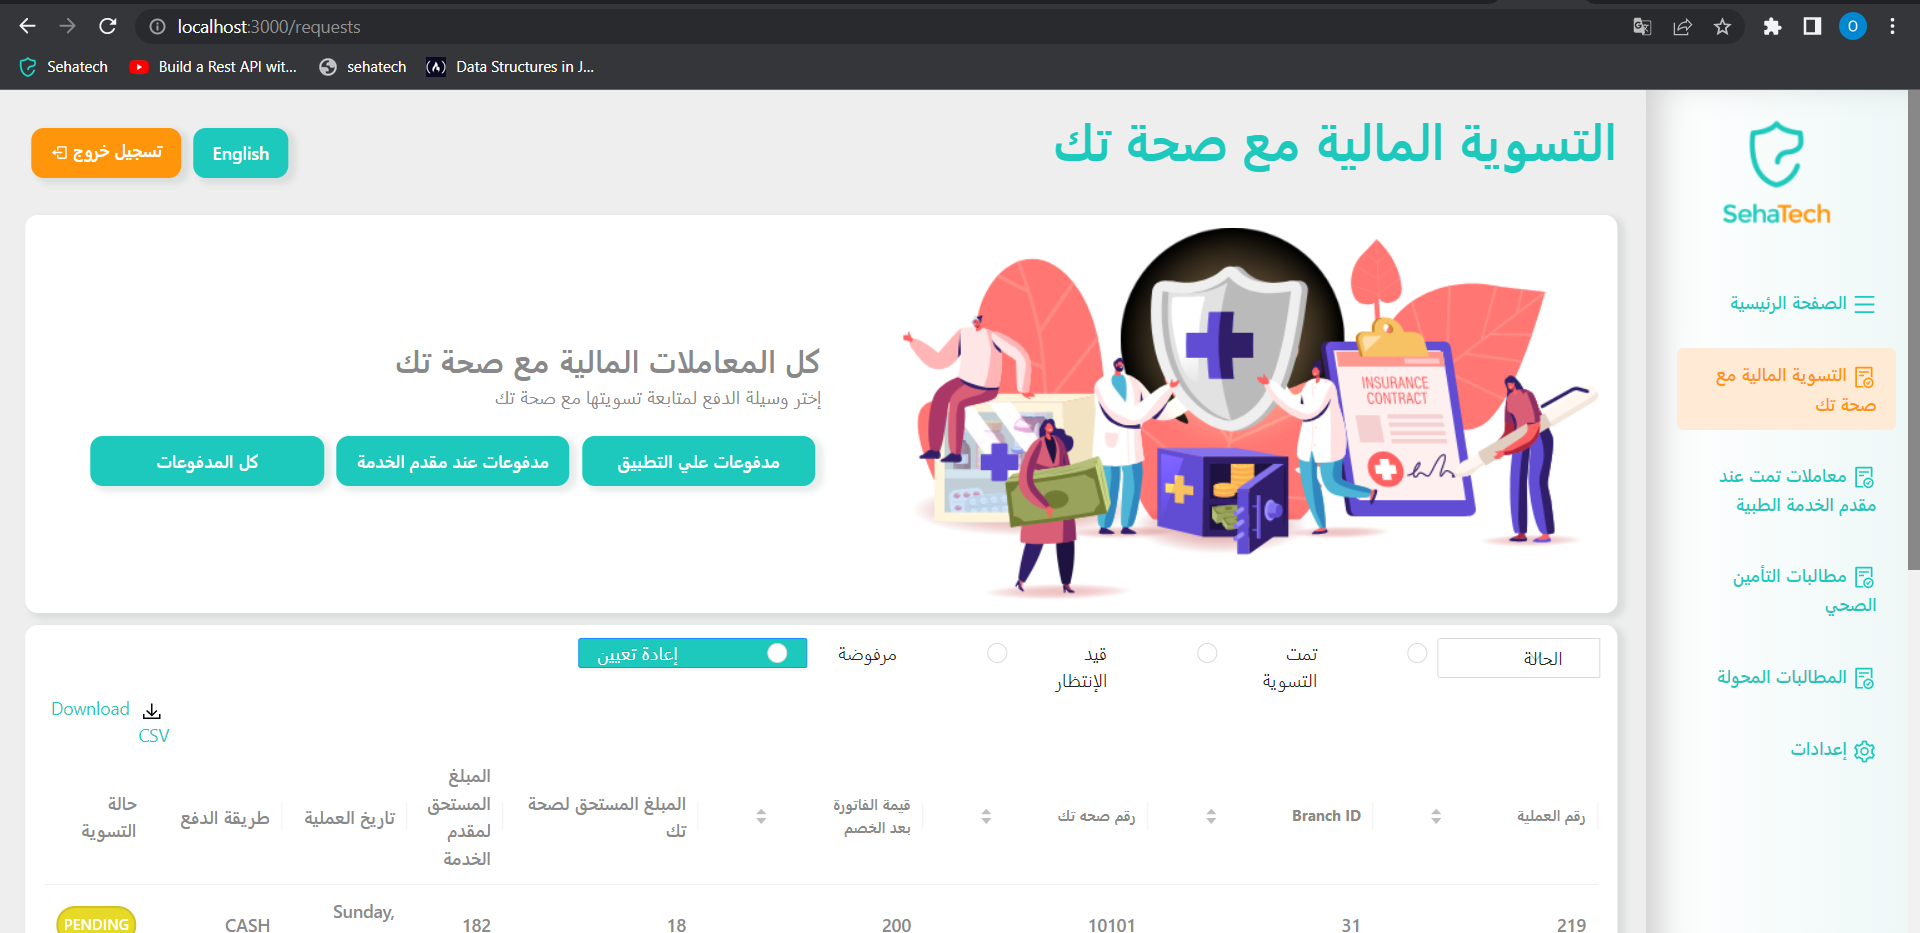 localhost:3000/requests
O
Sehatech
Build a Rest API wit...
sehatech
Data Structures in J...
التسوية المالية مع صحة تك
English
تسجيل خروج
SehaTech
الصفحة الرئيسية
التسوية المالية مع
صحة تك
معاملات تمت عند
مقدم الخدمة الطبية
مطالبات التأمين
الصحي
المطالبات المحولة
إعدادات
INSURANCE
CONTRACT
كل المعاملات المالية مع صحة تك
إختر وسيلة الدفع لمتابعة تسويتها مع صحة تك
مدفوعات علي التطبيق
مدفوعات عند مقدم الخدمة
كل المدفوعات
الحالة
تمت
التسوية
قيد
الإنتظار
مرفوضة
إعادة تعيين
Download
CSV
رقم العملية
Branch ID
رقم صحه تك
قيمة الفاتورة
بعد الخصم
المبلغ المستحق لصحة
تك
المبلغ
المستحق
لمقدم
الخدمة
تاريخ العملية
طريقة الدفع
حالة
التسوية
219
31
10101
200
18
182
Sunday,
CASH
PENDING